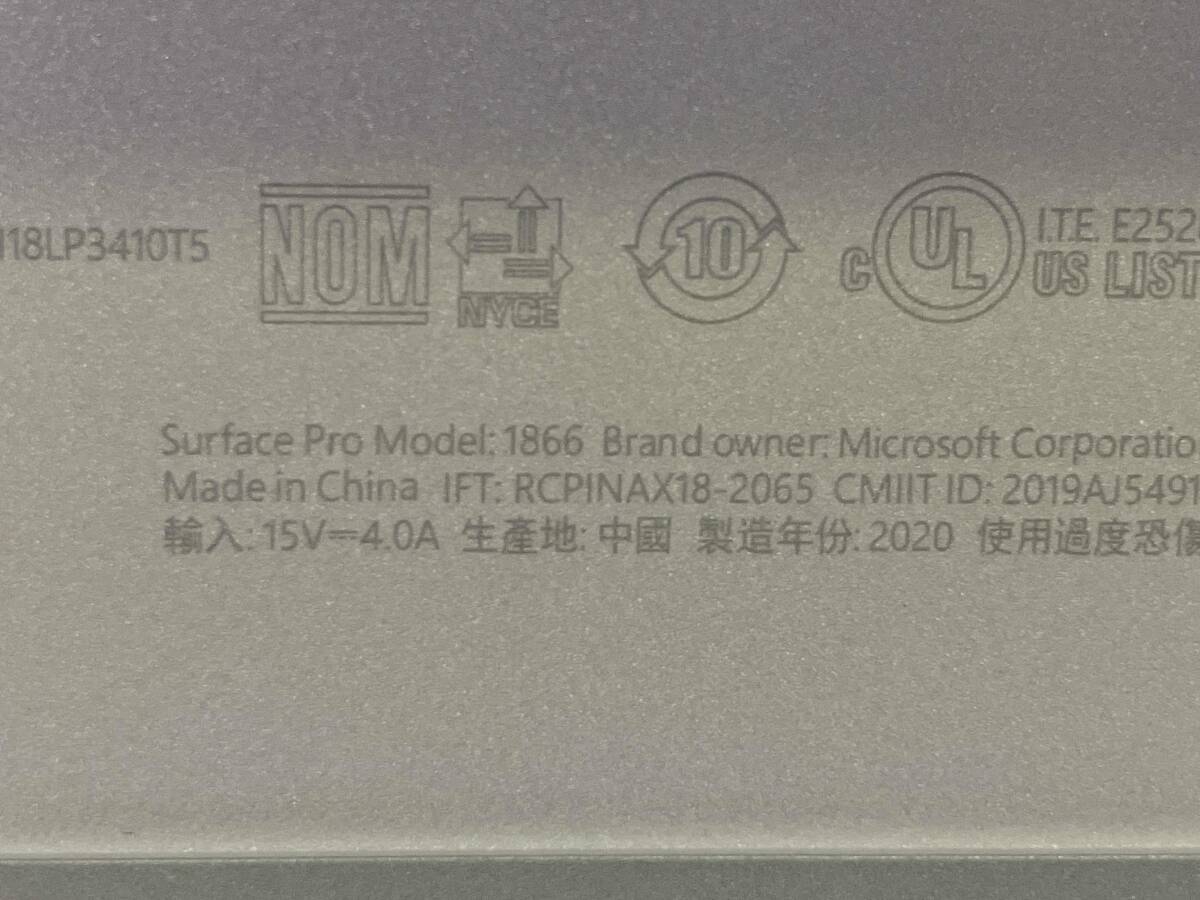 18LP3410T5
NOM
NYCE
10
C UL US LIST
I.T.E. E252
Surface Pro Model: 1866 Brand owner: Microsoft Corporatio
Made in China IFT: RCPINAX18-2065 CMIIT ID: 2019AJ5491
輸入: 15V⎓4.0A 生產地: 中國 製造年份: 2020 使用過度恐傷